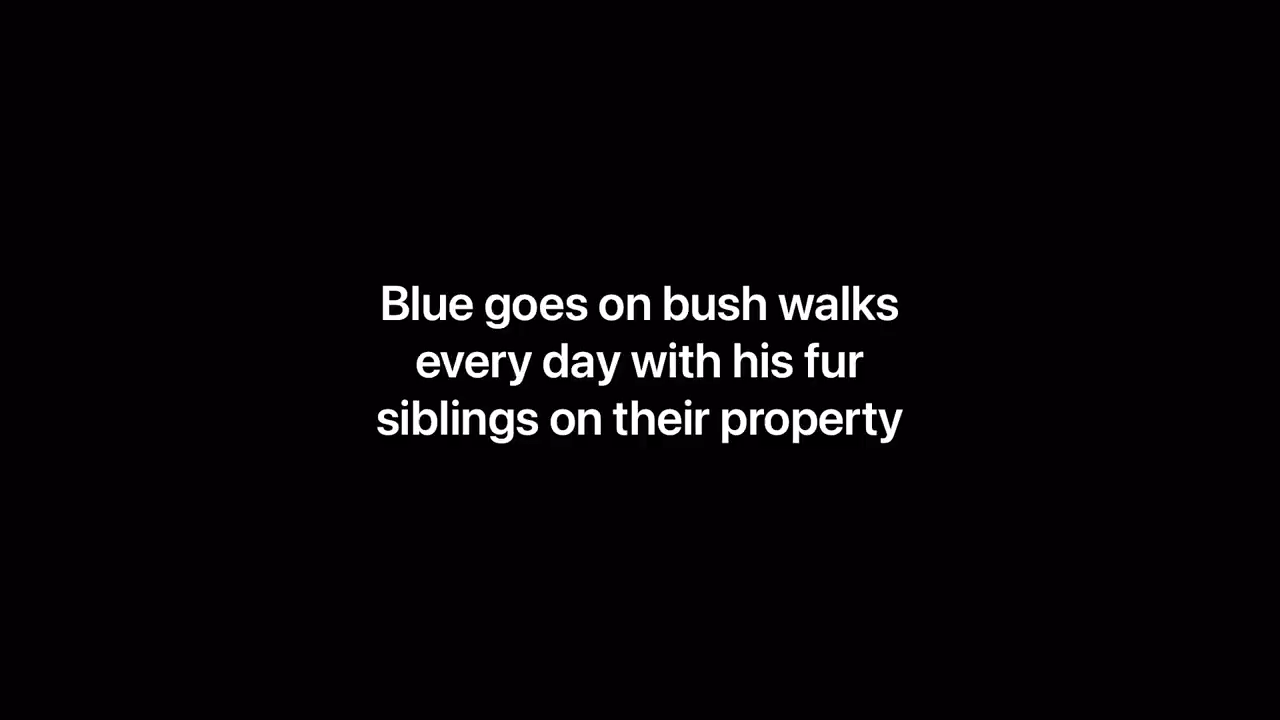 Blue goes on bush walks
every day with his fur
siblings on their property